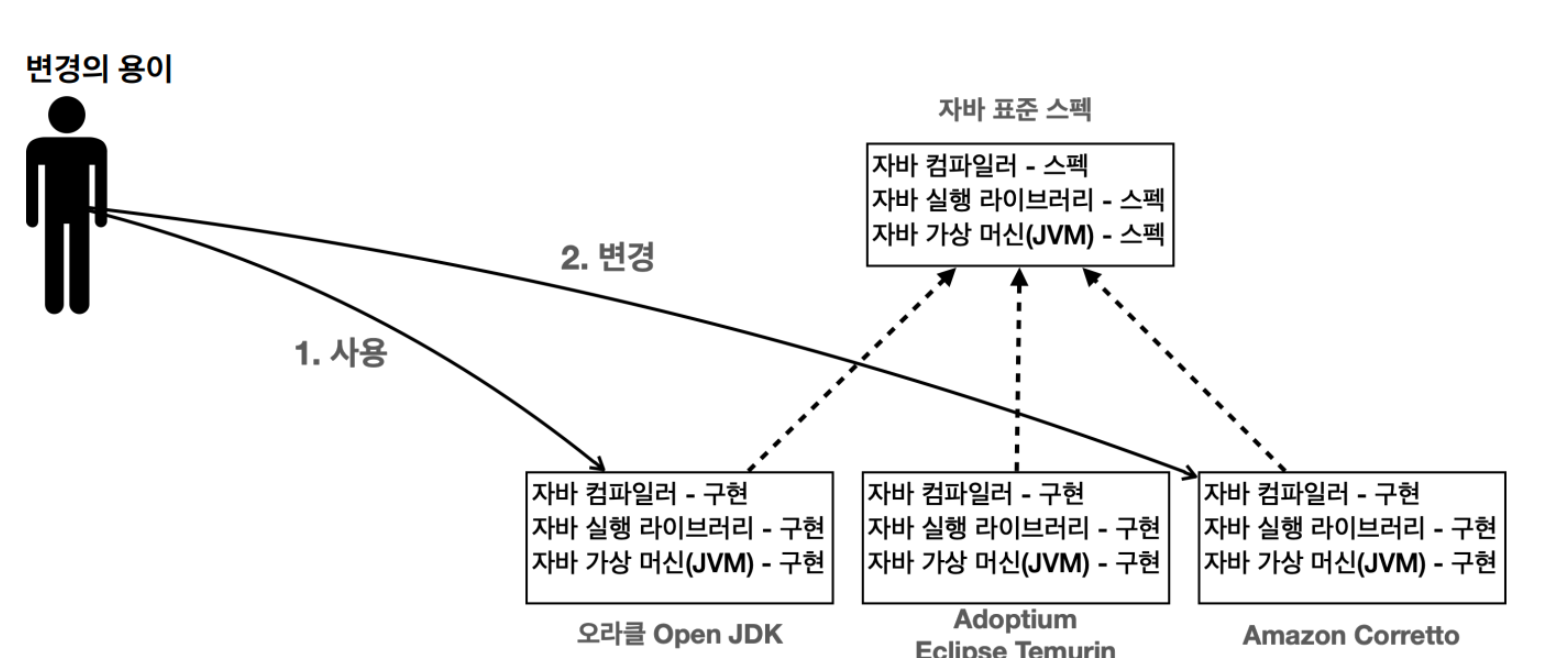 변경의 용이
자바 표준 스펙
자바 컴파일러 - 스펙
자바 실행 라이브러리 - 스펙
자바 가상 머신(JVM) - 스펙
2. 변경
1. 사용
자바 컴파일러 - 구현
자바 실행 라이브러리 - 구현
자바 가상 머신(JVM) - 구현
오라클 Open JDK
자바 컴파일러 - 구현
자바 실행 라이브러리 - 구현
자바 가상 머신(JVM) - 구현
Adoptium
Eclipse Temurin
자바 컴파일러 - 구현
자바 실행 라이브러리 - 구현
자바 가상 머신(JVM) - 구현
Amazon Corretto